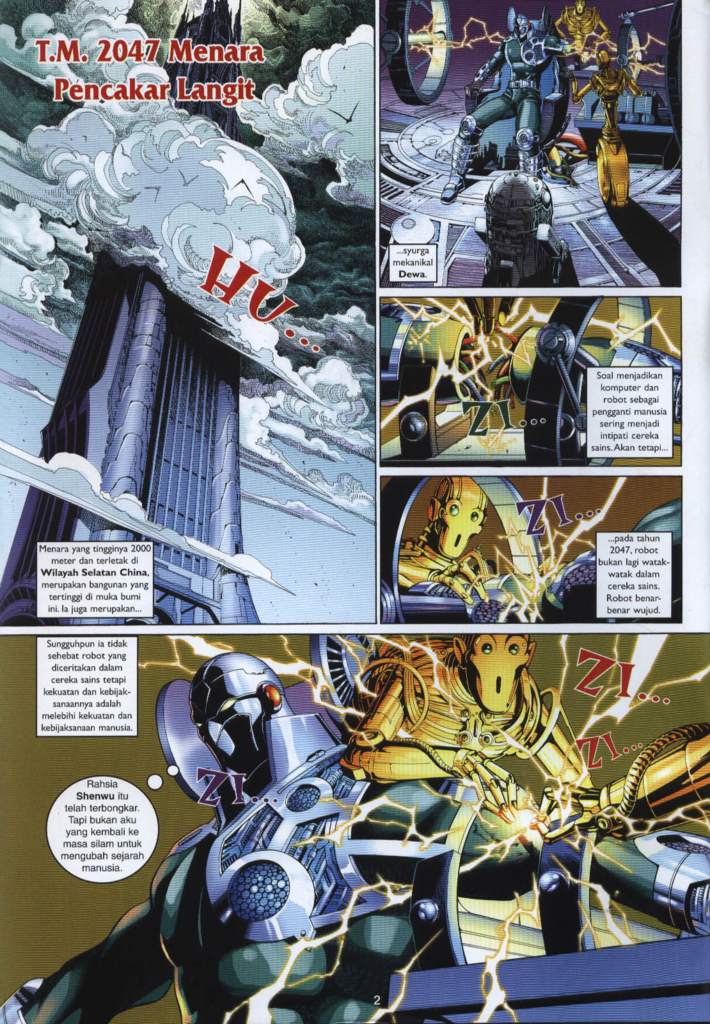 T.M. 2047 Menara
Pencakar Langit
HU...
Menara yang tingginya 2000
meter dan terletak di
Wilayah Selatan China,
merupakan bangunan yang
tertinggi di muka bumi
ini. Ia juga merupakan...
...syurga
mekanikal
Dewa.
Soal menjadikan
komputer dan
robot sebagai
pengganti manusia
sering menjadi
intipati cereka
sains. Akan tetapi...
ZI...
ZI...
...pada tahun
2047, robot
bukan lagi watak-
watak dalam
cereka sains.
Robot benar-
benar wujud.
Sungguhpun ia tidak
sehebat robot yang
diceritakan dalam
cereka sains tetapi
kekuatan dan kebijak-
sanaannya adalah
melebihi kekuatan dan
kebijaksanaan manusia.
ZI...
ZI...
ZI...
Rahsia
Shenwu itu
telah terbongkar.
Tapi bukan aku
yang kembali ke
masa silam untuk
mengubah sejarah
manusia.
2